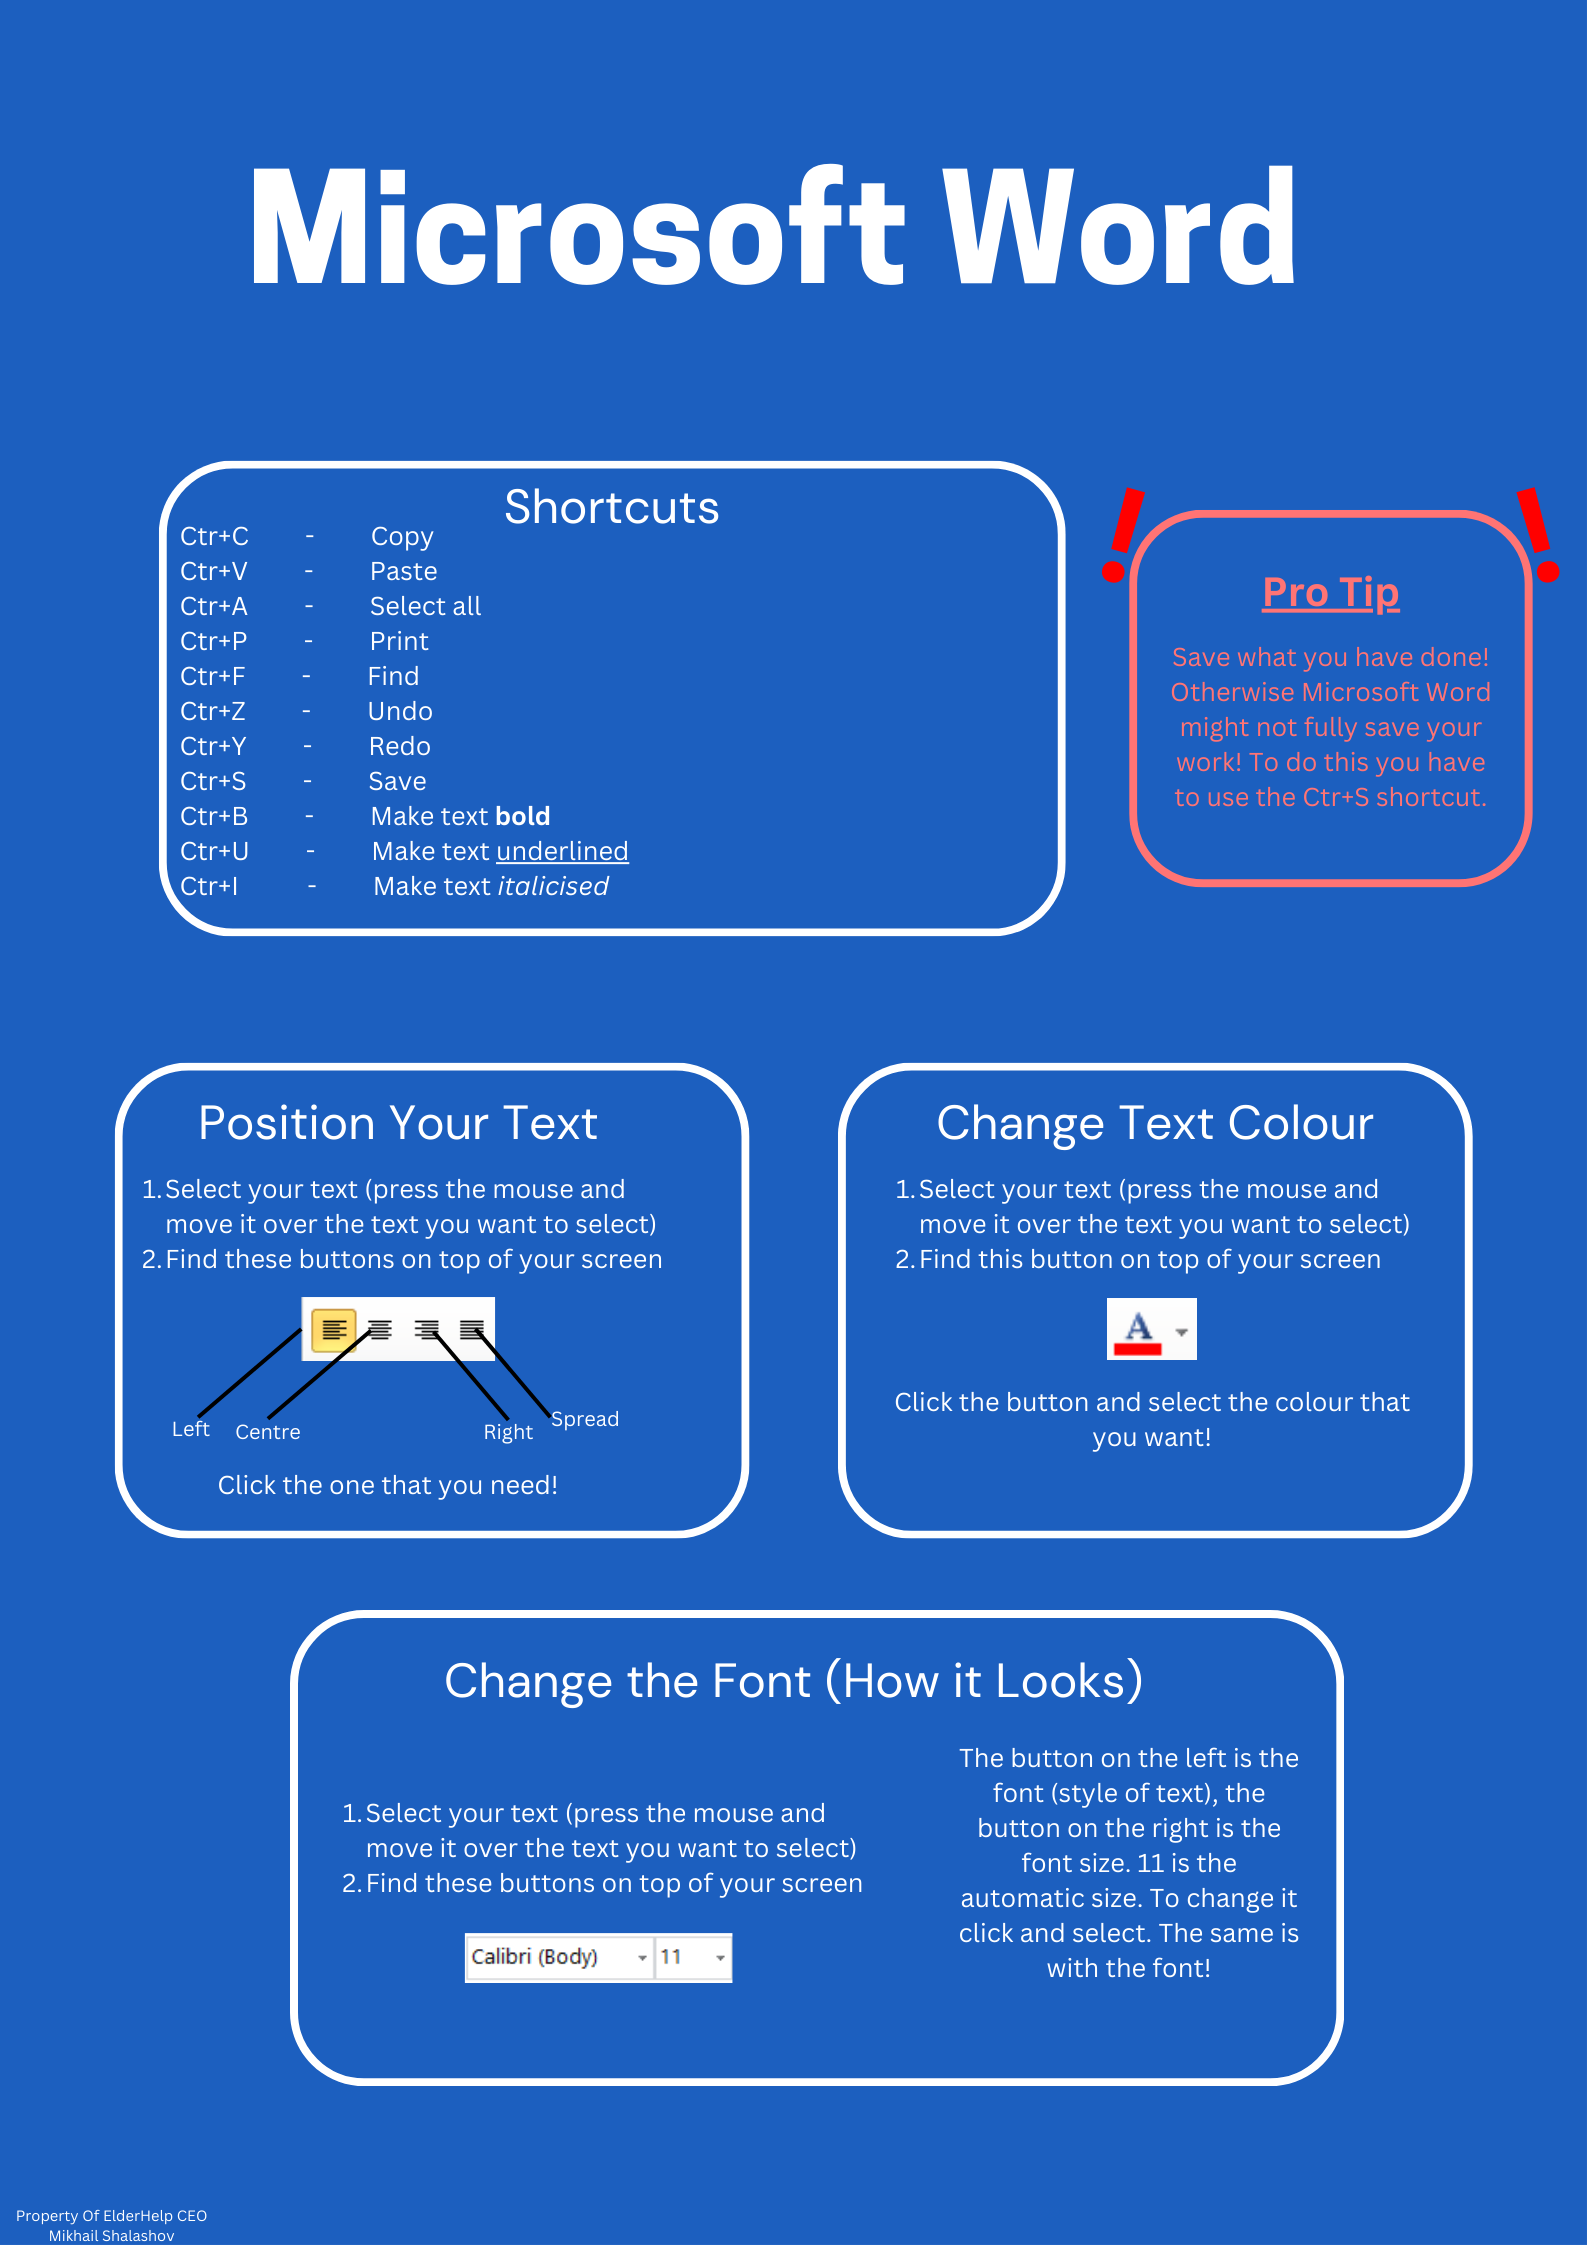 Microsoft Word
Shortcuts
Ctr+C - Copy
Ctr+V - Paste
Ctr+A - Select all
Ctr+P - Print
Ctr+F - Find
Ctr+Z - Undo
Ctr+Y - Redo
Ctr+S - Save
Ctr+B - Make text bold
Ctr+U - Make text underlined
Ctr+I - Make text italicised
! !
Pro Tip
Save what you have done!
Otherwise Microsoft Word
might not fully save your
work! To do this you have
to use the Ctr+S shortcut.
Position Your Text
1. Select your text (press the mouse and
move it over the text you want to select)
2. Find these buttons on top of your screen
Left Centre Right Spread
Click the one that you need!
Change Text Colour
1. Select your text (press the mouse and
move it over the text you want to select)
2. Find this button on top of your screen
A
Click the button and select the colour that
you want!
Change the Font (How it Looks)
1. Select your text (press the mouse and
move it over the text you want to select)
2. Find these buttons on top of your screen
Calibri (Body) 11
The button on the left is the
font (style of text), the
button on the right is the
font size. 11 is the
automatic size. To change it
click and select. The same is
with the font!
Property Of ElderHelp CEO
Mikhail Shalashov